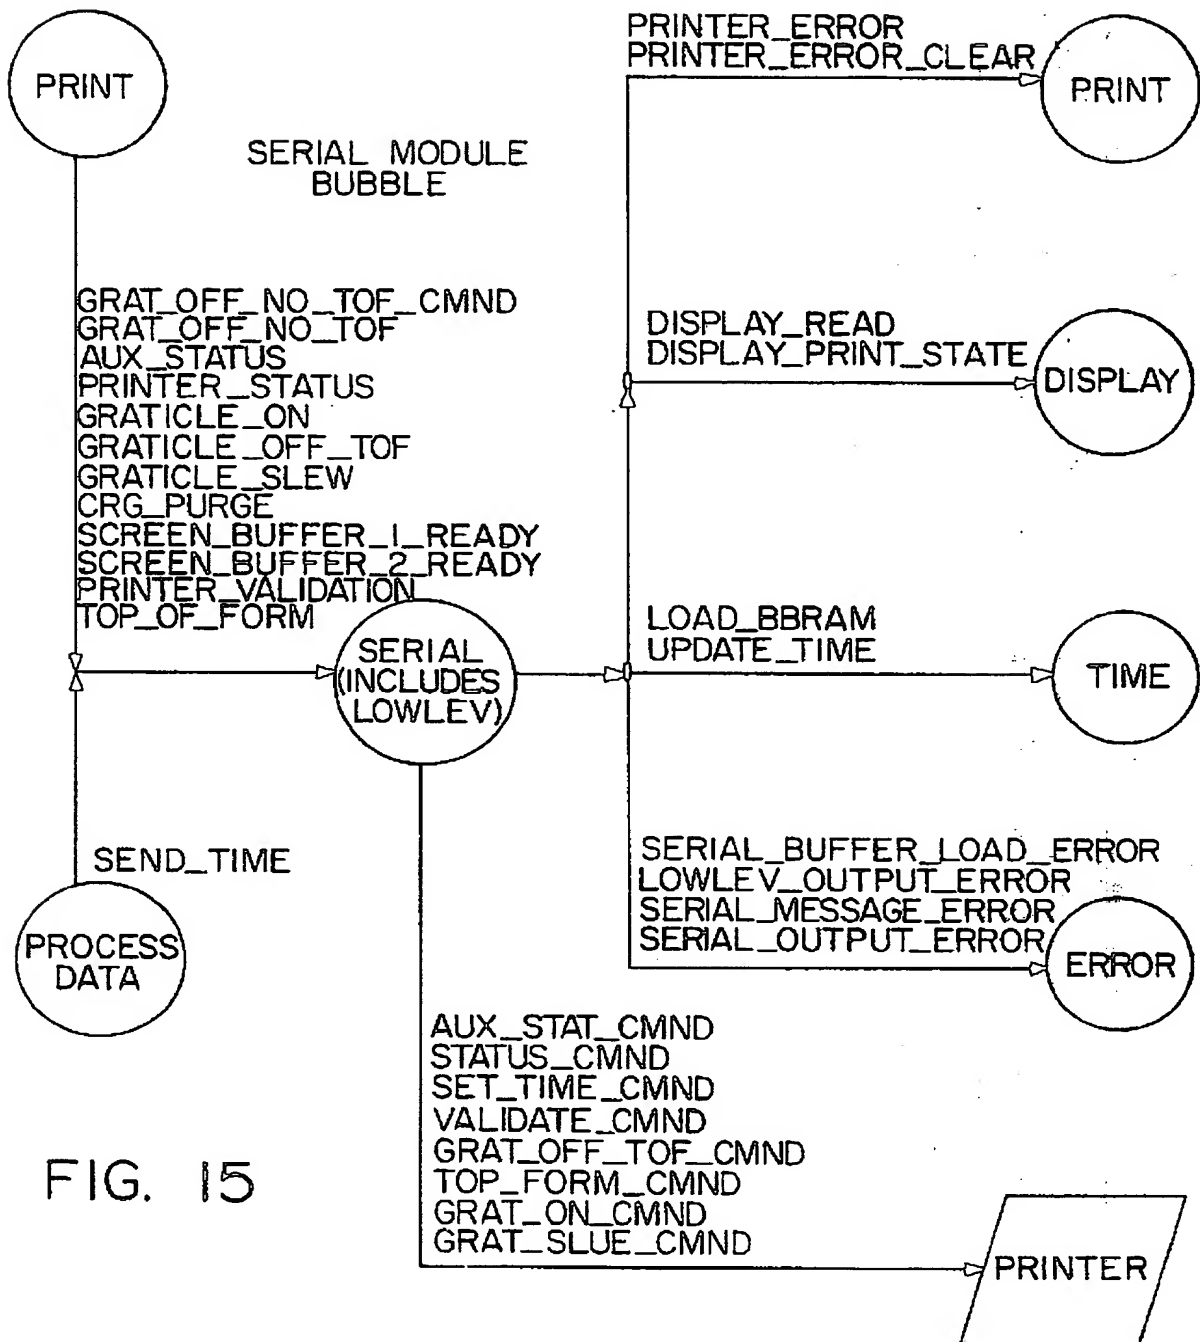 PRINT
SERIAL MODULE
BUBBLE
GRAT_OFF_NO_TOF_CMND
GRAT_OFF_NO_TOF
AUX_STATUS
PRINTER_STATUS
GRATICLE_ON
GRATICLE_OFF_TOF
GRATICLE_SLEW
CRG_PURGE
SCREEN_BUFFER_1_READY
SCREEN_BUFFER_2_READY
PRINTER_VALIDATION
TOP_OF_FORM
SERIAL
(INCLUDES
LOWLEV)
SEND_TIME
PROCESS
DATA
PRINTER_ERROR
PRINTER_ERROR_CLEAR
PRINT
DISPLAY_READ
DISPLAY_PRINT_STATE
DISPLAY
LOAD_BBRAM
UPDATE_TIME
TIME
SERIAL_BUFFER_LOAD_ERROR
LOWLEV_OUTPUT_ERROR
SERIAL_MESSAGE_ERROR
SERIAL_OUTPUT_ERROR
ERROR
AUX_STAT_CMND
STATUS_CMND
SET_TIME_CMND
VALIDATE_CMND
GRAT_OFF_TOF_CMND
TOP_FORM_CMND
GRAT_ON_CMND
GRAT_SLUE_CMND
PRINTER
FIG. 15